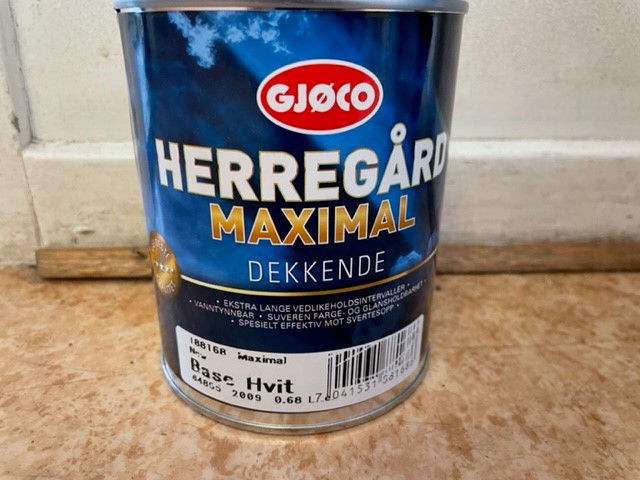 GJØCO
HERREGÅRD
MAXIMAL
DEKKENDE
• EKSTRA LANGE VEDLIKEHOLDSINTERVALLER •
• VANNTYNNBAR • SUVEREN FARGE- OG GLANSHOLDBARHET •
• SPESIELT EFFEKTIV MOT SVERTESOPP •
188168 Maximal
Base Hvit
2009 0.68 L